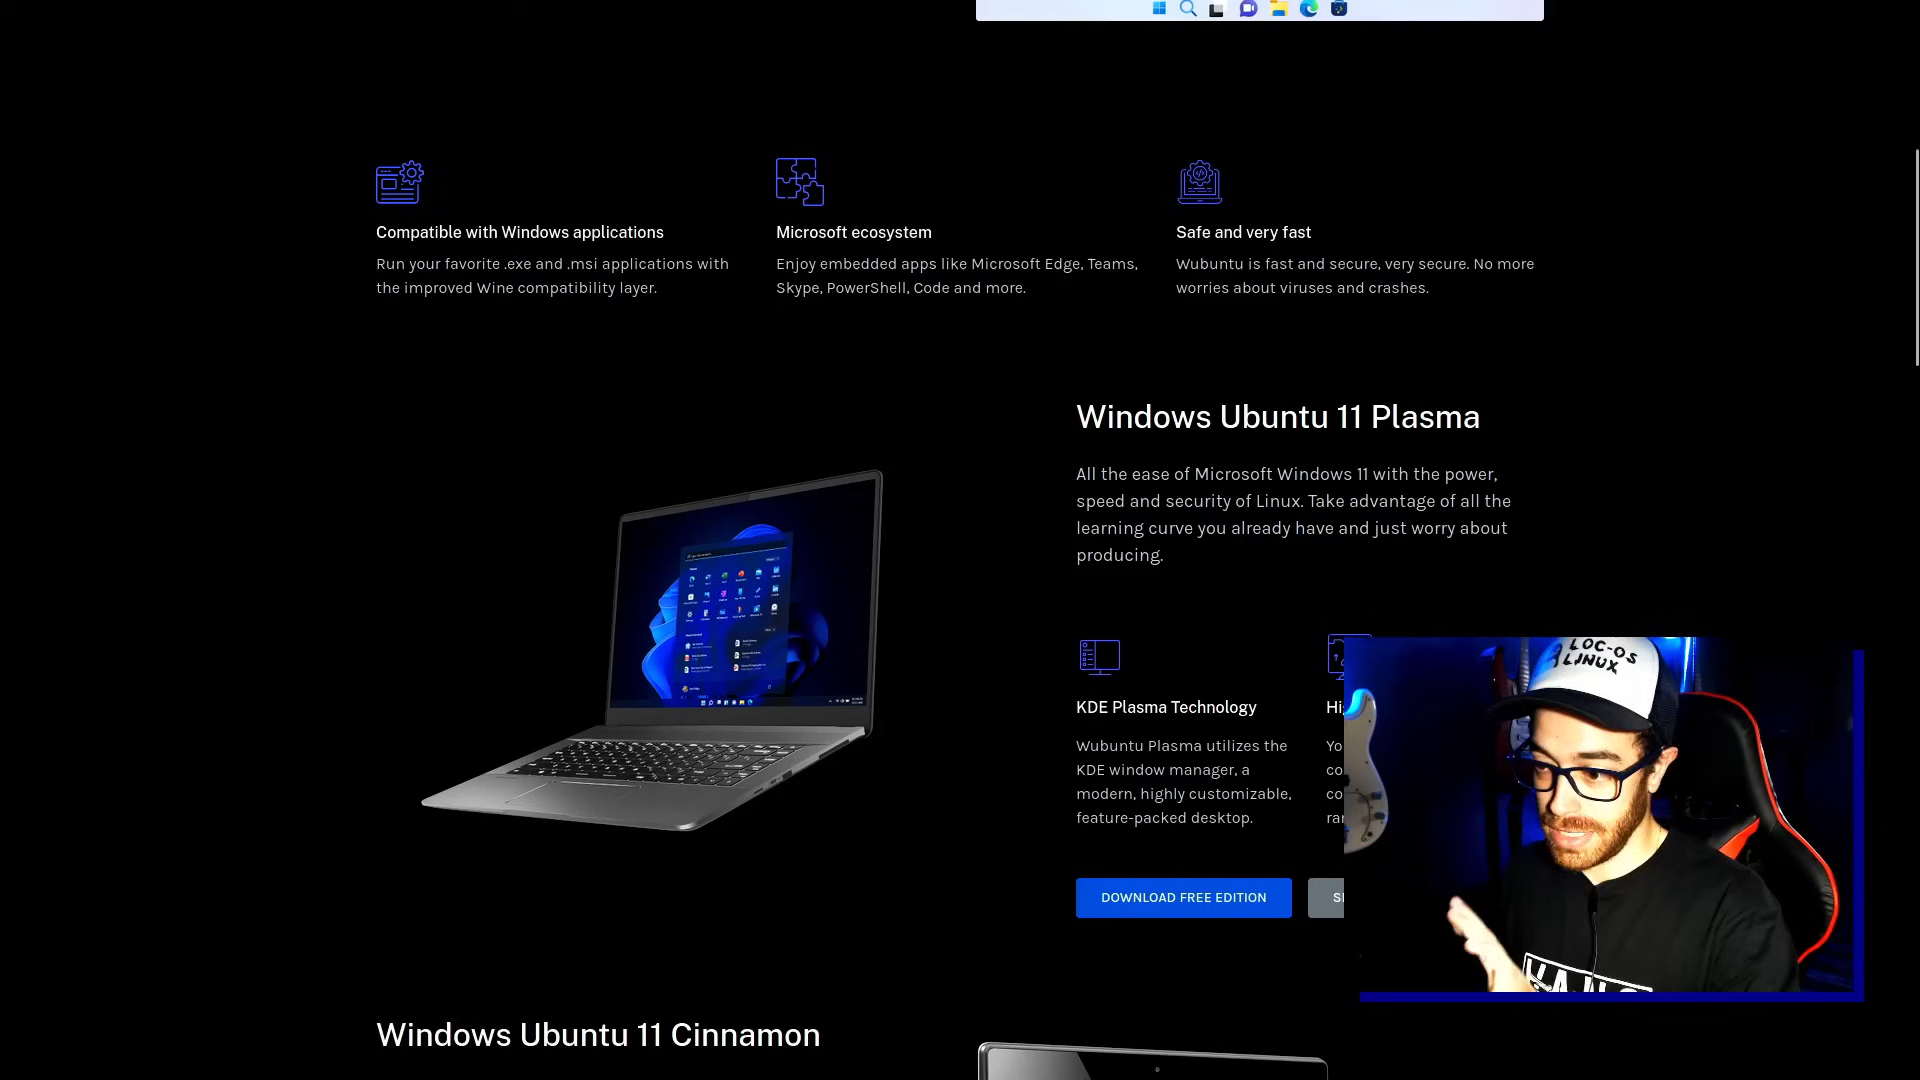 Compatible with Windows applications
Run your favorite .exe and .msi applications with
the improved Wine compatibility layer.
Microsoft ecosystem
Enjoy embedded apps like Microsoft Edge, Teams,
Skype, PowerShell, Code and more.
Safe and very fast
Wubuntu is fast and secure, very secure. No more
worries about viruses and crashes.
Windows Ubuntu 11 Plasma
All the ease of Microsoft Windows 11 with the power,
speed and security of Linux. Take advantage of all the
learning curve you already have and just worry about
producing.
KDE Plasma Technology
Wubuntu Plasma utilizes the
KDE window manager, a
modern, highly customizable,
feature-packed desktop.
DOWNLOAD FREE EDITION
LOC-OS
LINUX
Windows Ubuntu 11 Cinnamon